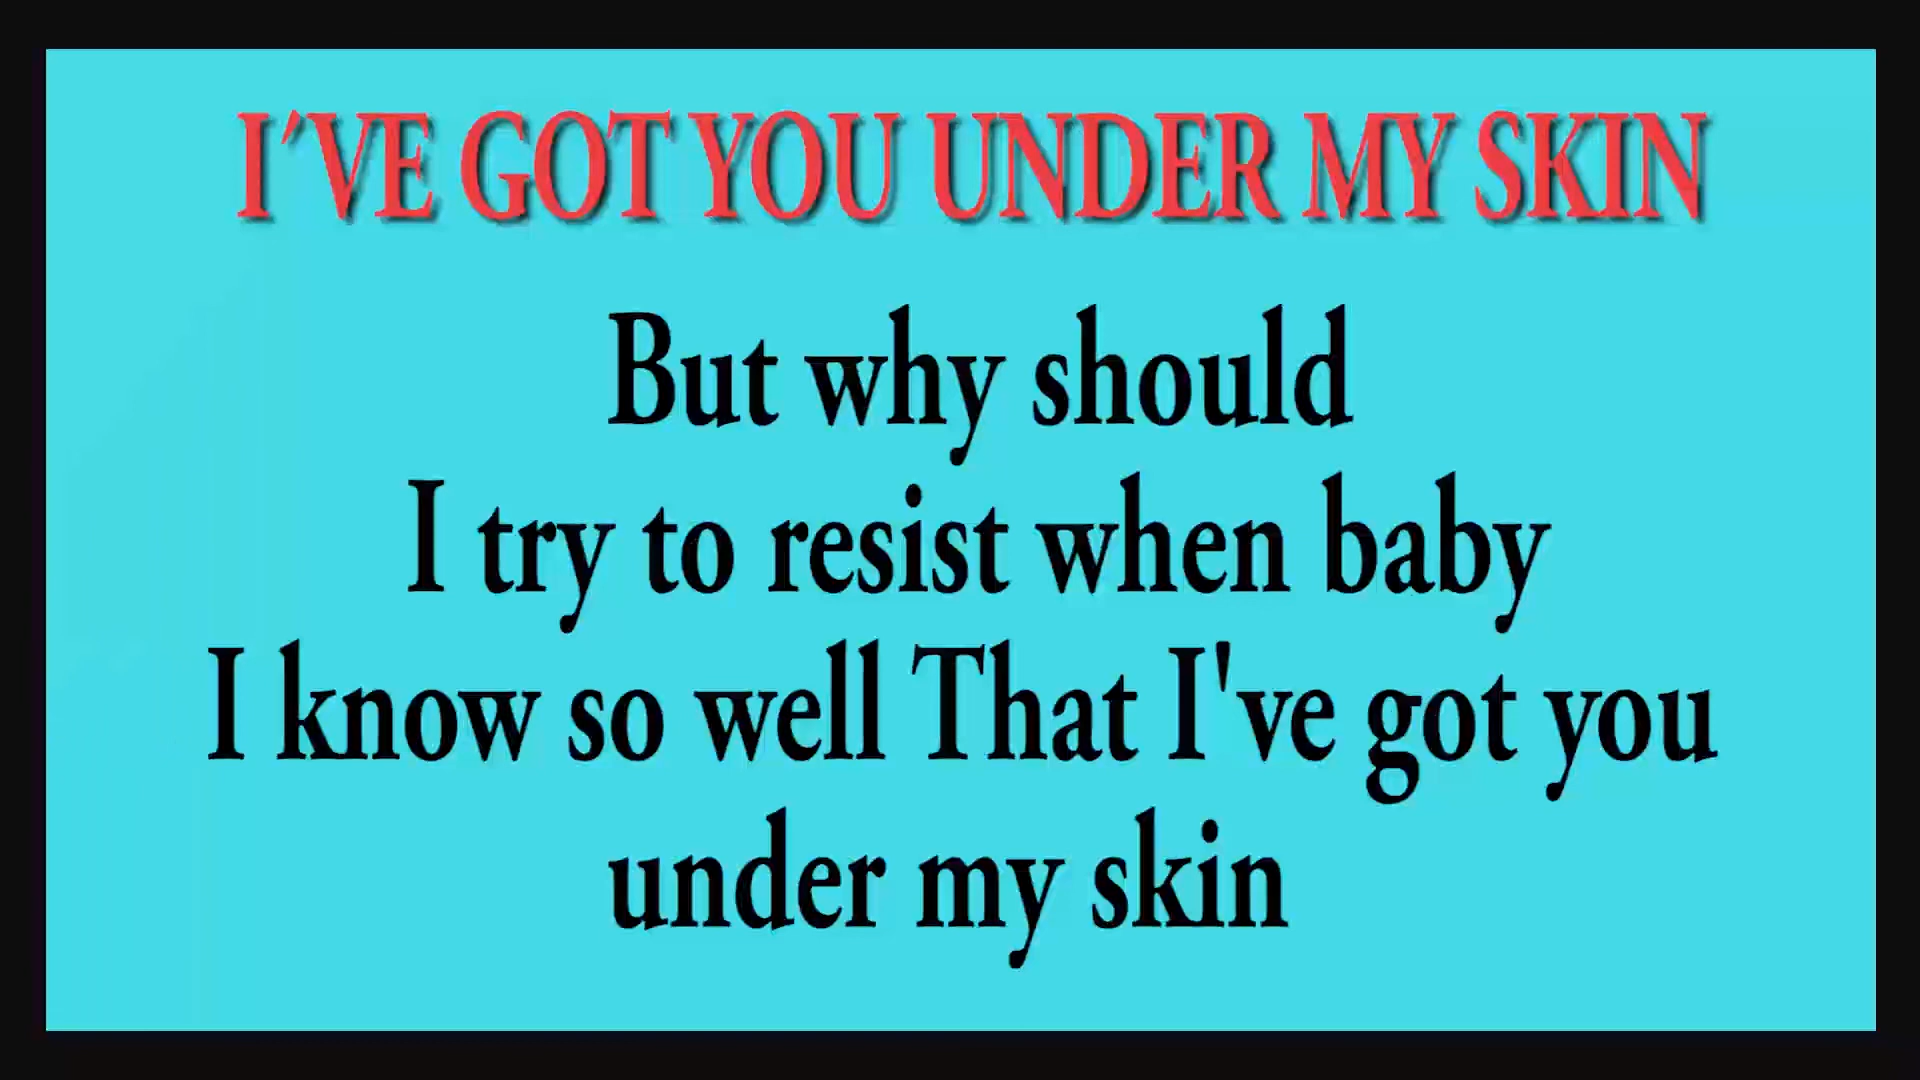 I´VE GOT YOU UNDER MY SKIN
But why should
I try to resist when baby
I know so well That I've got you
under my skin